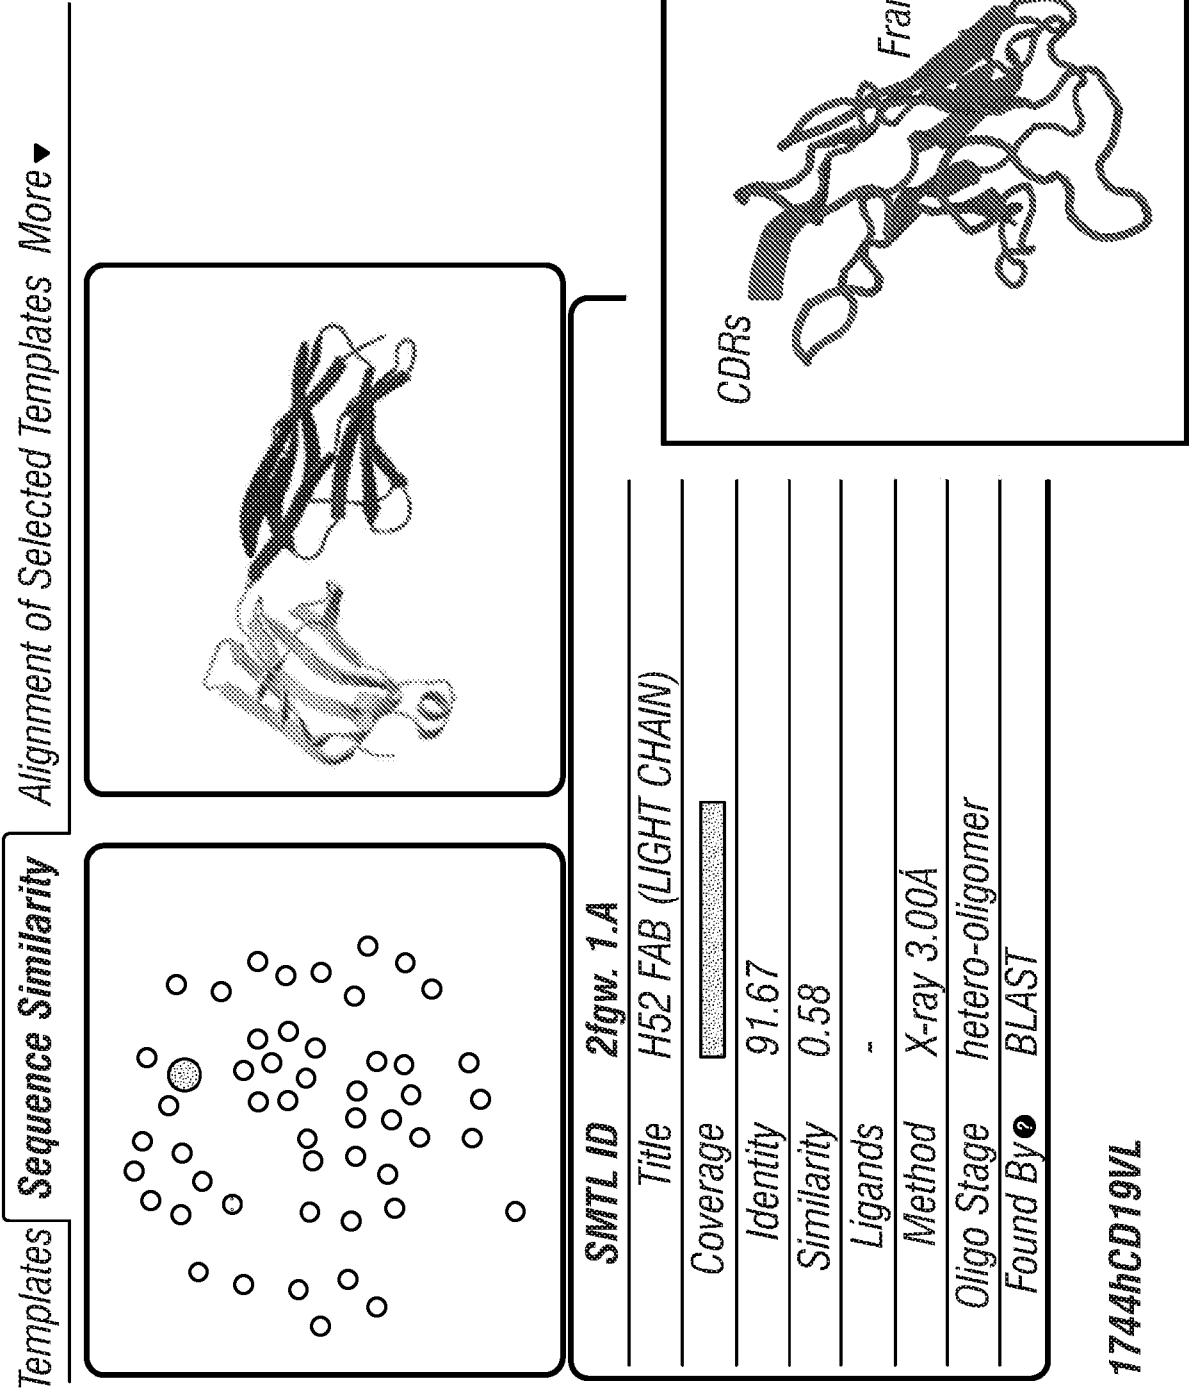 Templates Sequence Similarity Alignment of Selected Templates More ▾
SMTL ID 2fgw. 1.A
Title H52 FAB (LIGHT CHAIN)
Coverage
Identity 91.67
Similarity 0.58
Ligands -
Method X-ray 3.00Å
Oligo Stage hetero-oligomer
Found By ? BLAST
CDRs
Fra
1744hCD19VL